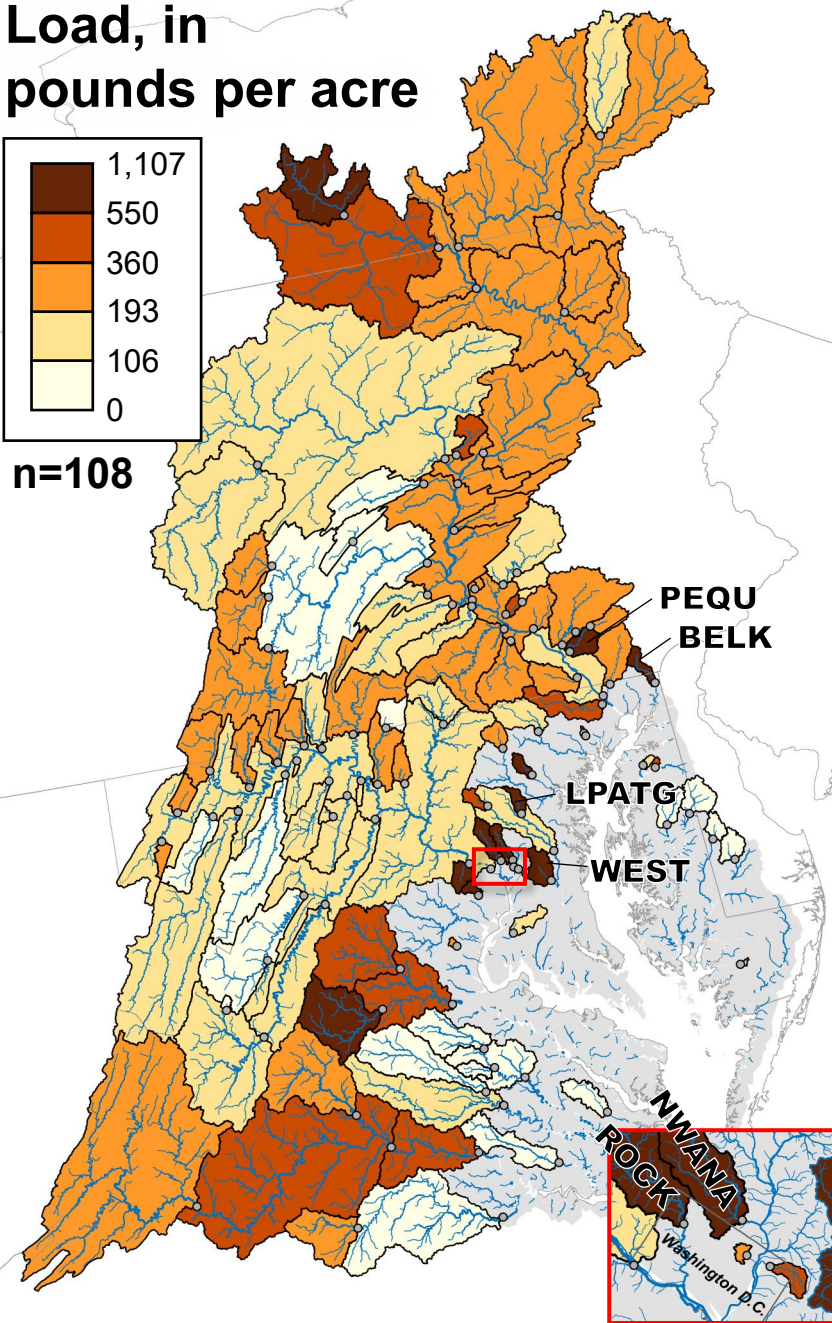 Load, in
pounds per acre
1,107
550
360
193
106
0
n=108
PEQU
BELK
LPATG
WEST
NWANA
ROCK
Washington D.C.